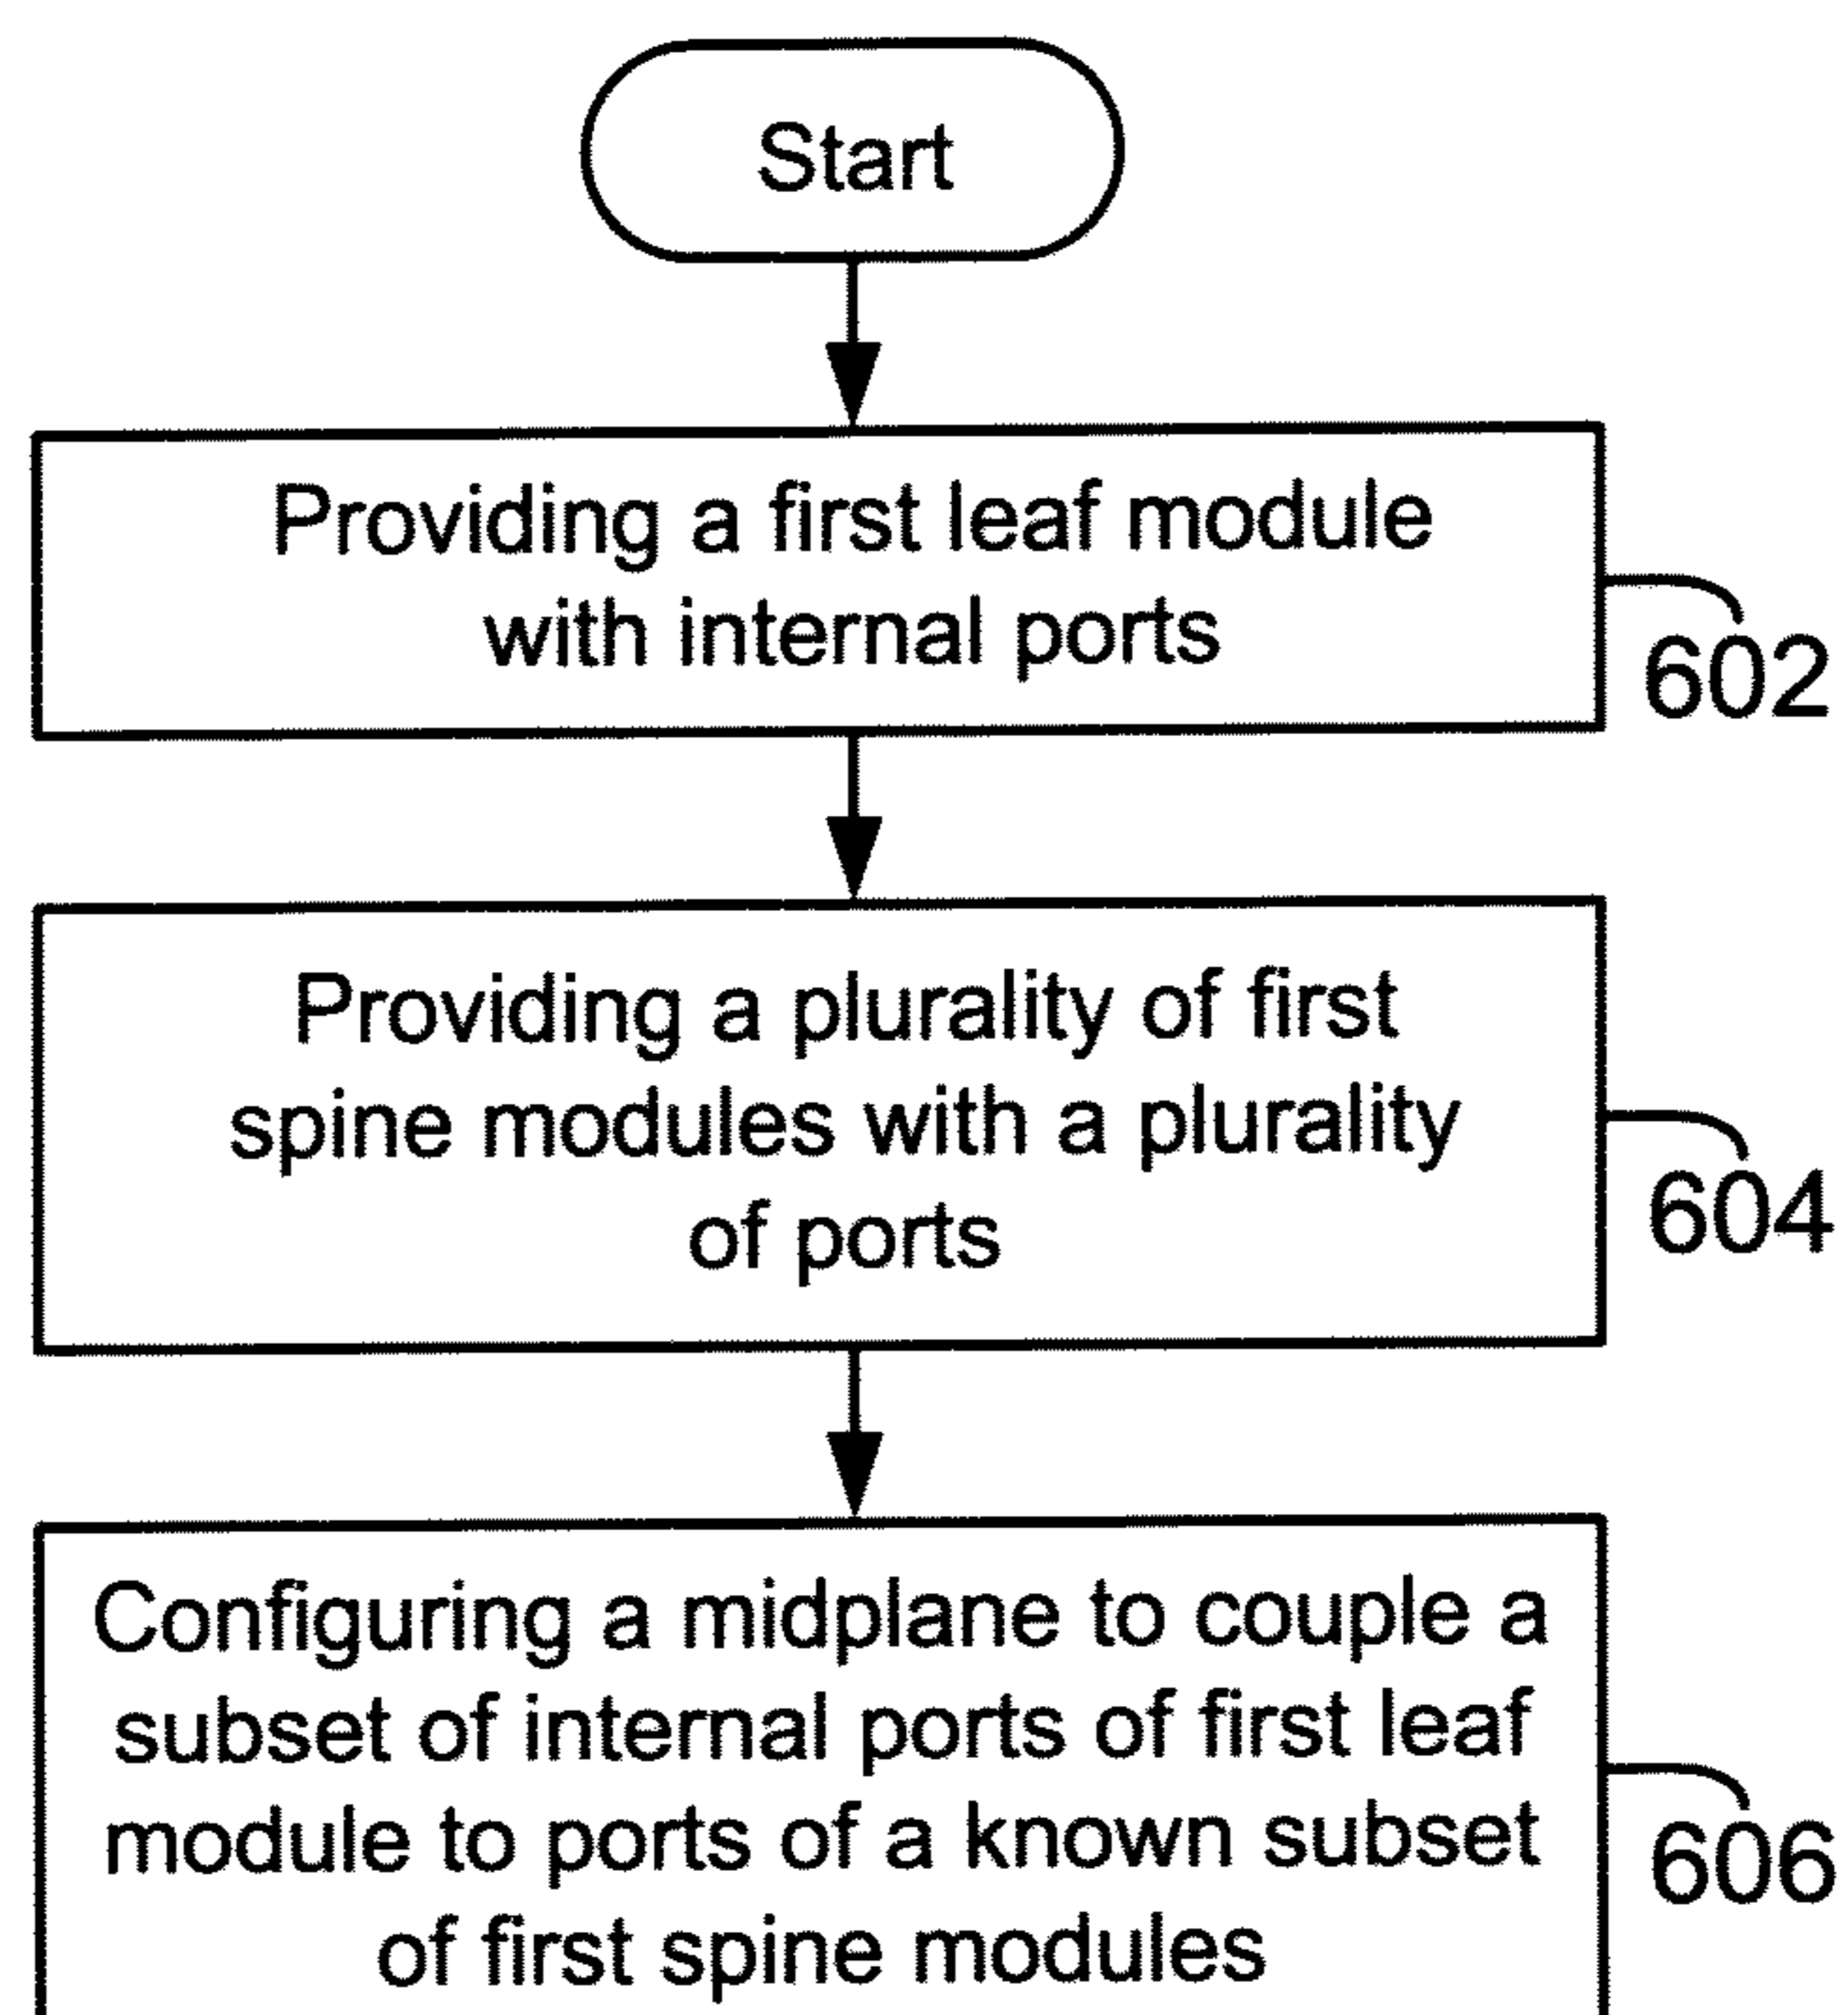 Start
Providing a first leaf module
with internal ports
602
Providing a plurality of first
spine modules with a plurality
of ports
604
Configuring a midplane to couple a
subset of internal ports of first leaf
module to ports of a known subset
of first spine modules
606